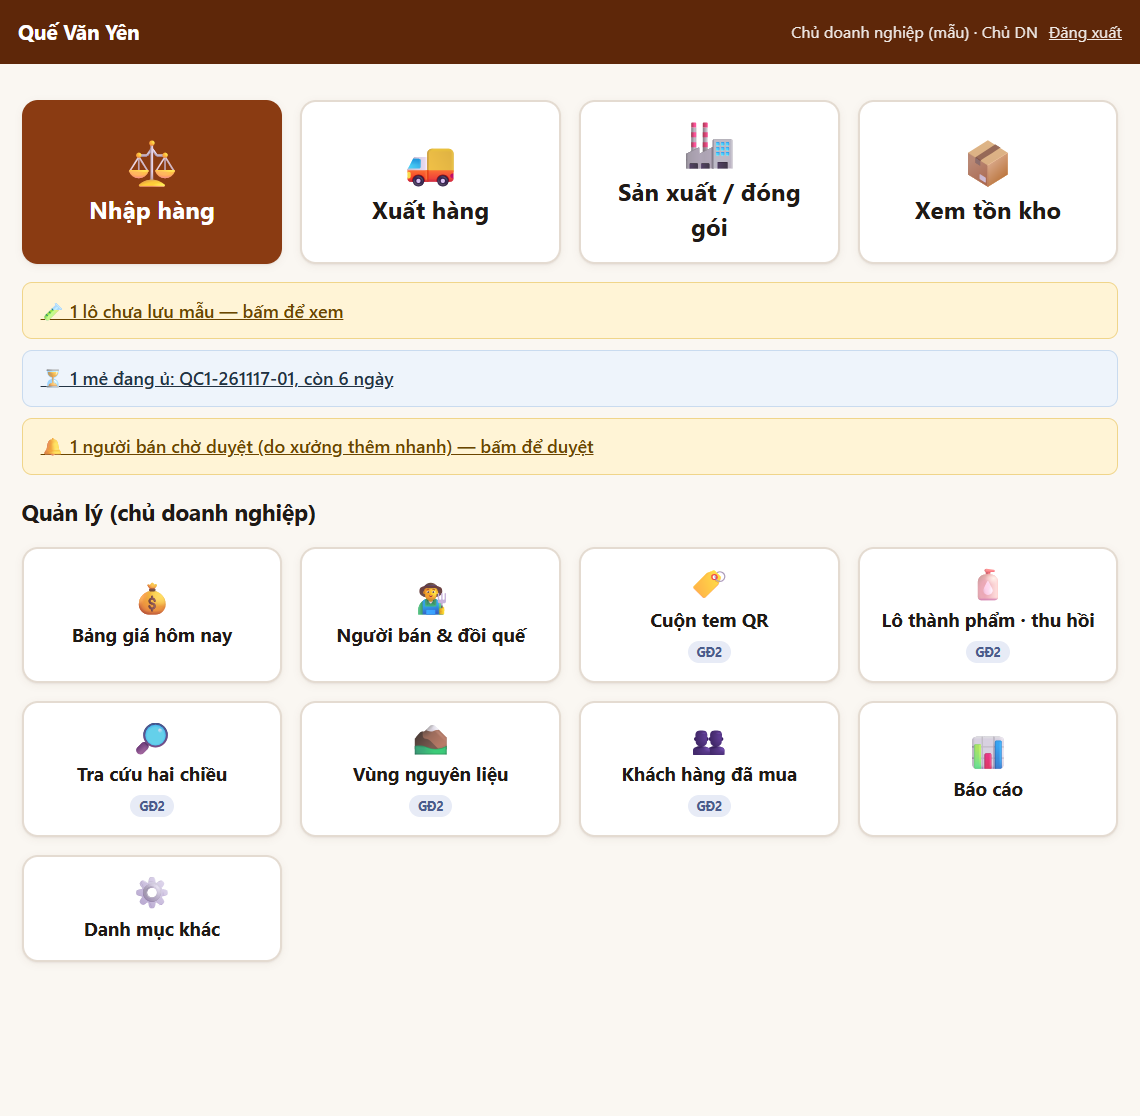 Quế Văn Yên
Chủ doanh nghiệp (mẫu) · Chủ DN Đăng xuất
Nhập hàng
Xuất hàng
Sản xuất / đóng
gói
Xem tồn kho
1 lô chưa lưu mẫu — bấm để xem
1 mẻ đang ủ: QC1-261117-01, còn 6 ngày
1 người bán chờ duyệt (do xưởng thêm nhanh) — bấm để duyệt
Quản lý (chủ doanh nghiệp)
Bảng giá hôm nay
Người bán & đồi quế
Cuộn tem QR
GĐ2
Lô thành phẩm · thu hồi
GĐ2
Tra cứu hai chiều
GĐ2
Vùng nguyên liệu
GĐ2
Khách hàng đã mua
GĐ2
Báo cáo
Danh mục khác